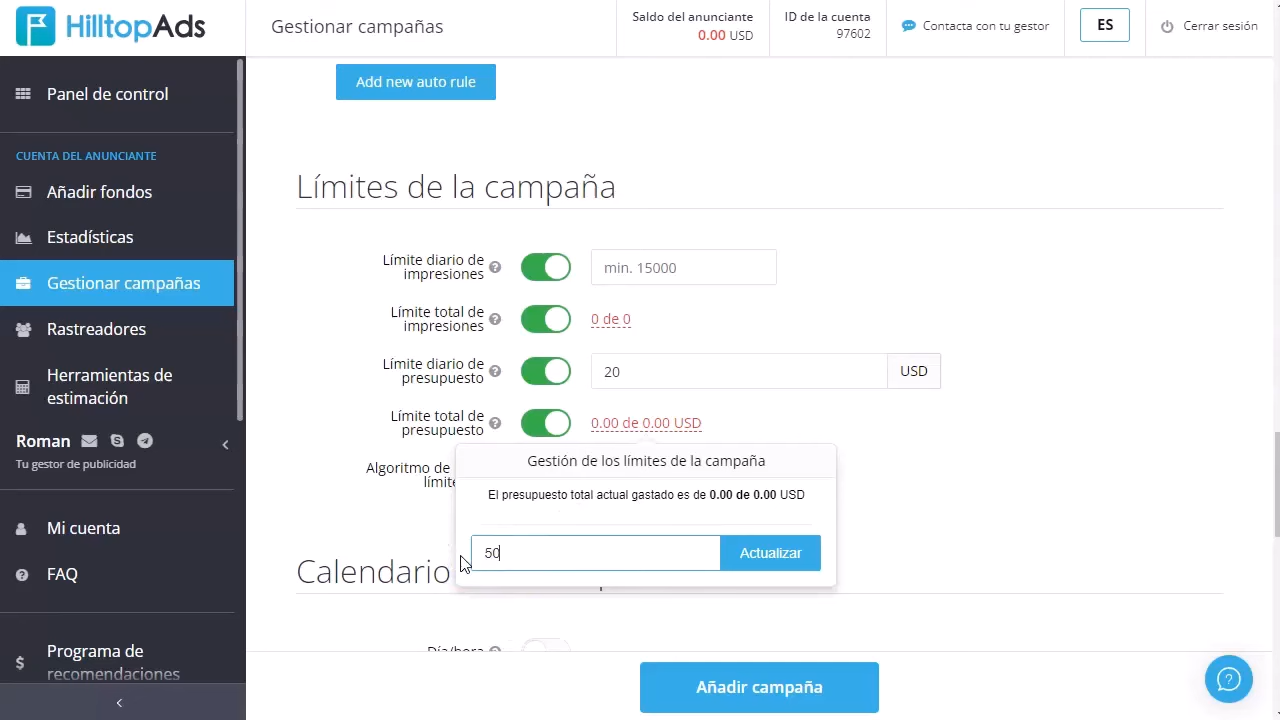 HilltopAds
Gestionar campañas
Saldo del anunciante
0.00 USD
ID de la cuenta
97602
Contacta con tu gestor
ES
Cerrar sesión
Panel de control
CUENTA DEL ANUNCIANTE
Añadir fondos
Estadísticas
Gestionar campañas
Rastreadores
Herramientas de
estimación
Roman
Tu gestor de publicidad
Mi cuenta
FAQ
Programa de
recomendaciones
Add new auto rule
Límites de la campaña
Límite diario de
impresiones
min. 15000
Límite total de
impresiones
0 de 0
Límite diario de
presupuesto
20
USD
Límite total de
presupuesto
0.00 de 0.00 USD
Algoritmo de
límite
Gestión de los límites de la campaña
El presupuesto total actual gastado es de 0.00 de 0.00 USD
50
Actualizar
Calendario
Día/hora
Añadir campaña